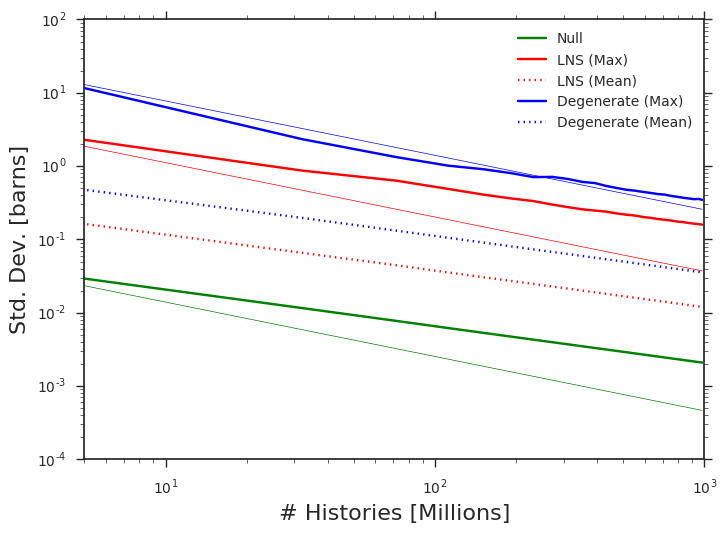 10^2
10^1
10^0
10^-1
10^-2
10^-3
10^-4
Std. Dev. [barns]
Null
LNS (Max)
LNS (Mean)
Degenerate (Max)
Degenerate (Mean)
10^1
10^2
10^3
# Histories [Millions]